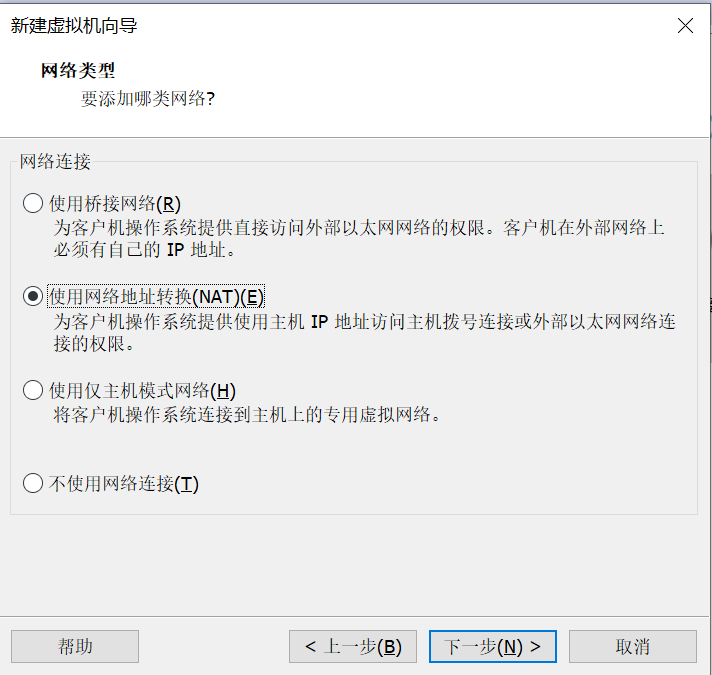 新建虚拟机向导
网络类型
要添加哪类网络?
网络连接
使用桥接网络(R)
为客户机操作系统提供直接访问外部以太网网络的权限。客户机在外部网络上
必须有自己的 IP 地址。
使用网络地址转换(NAT)(E)
为客户机操作系统提供使用主机 IP 地址访问主机拨号连接或外部以太网网络连
接的权限。
使用仅主机模式网络(H)
将客户机操作系统连接到主机上的专用虚拟网络。
不使用网络连接(T)
帮助
< 上一步(B)
下一步(N) >
取消